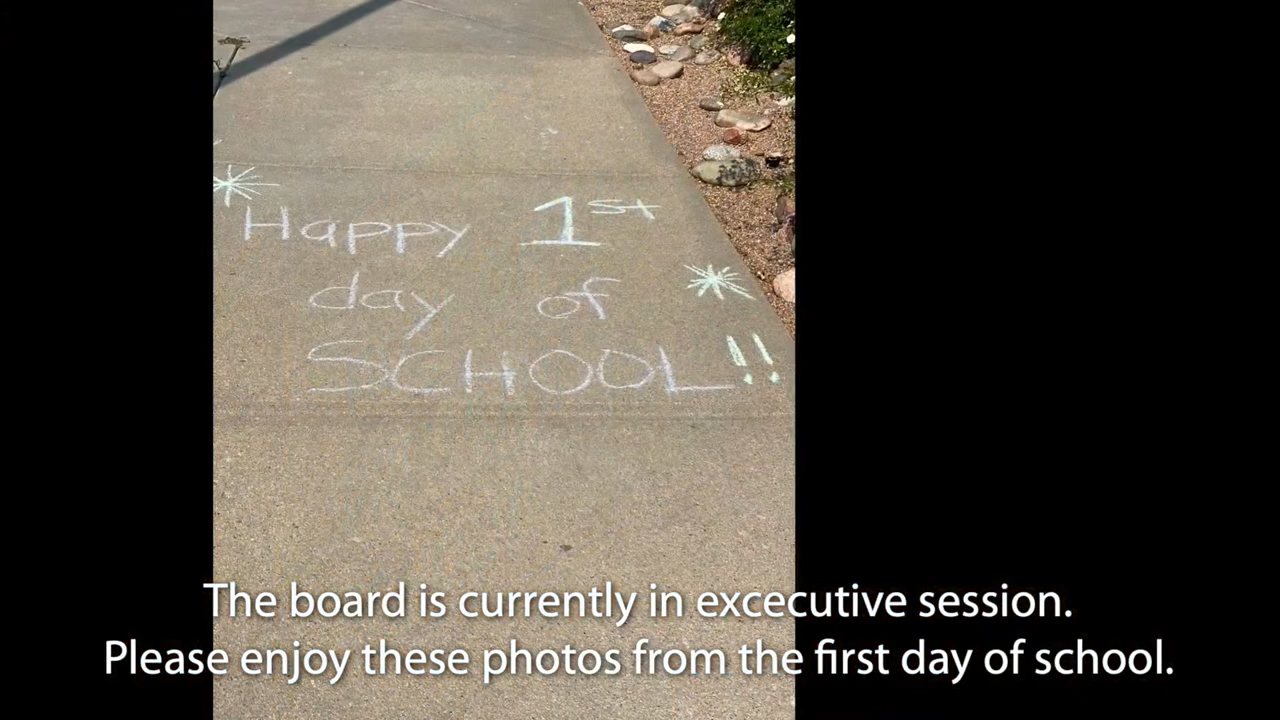 Happy 1st
day of
SCHOOL!!
The board is currently in excecutive session.
Please enjoy these photos from the first day of school.